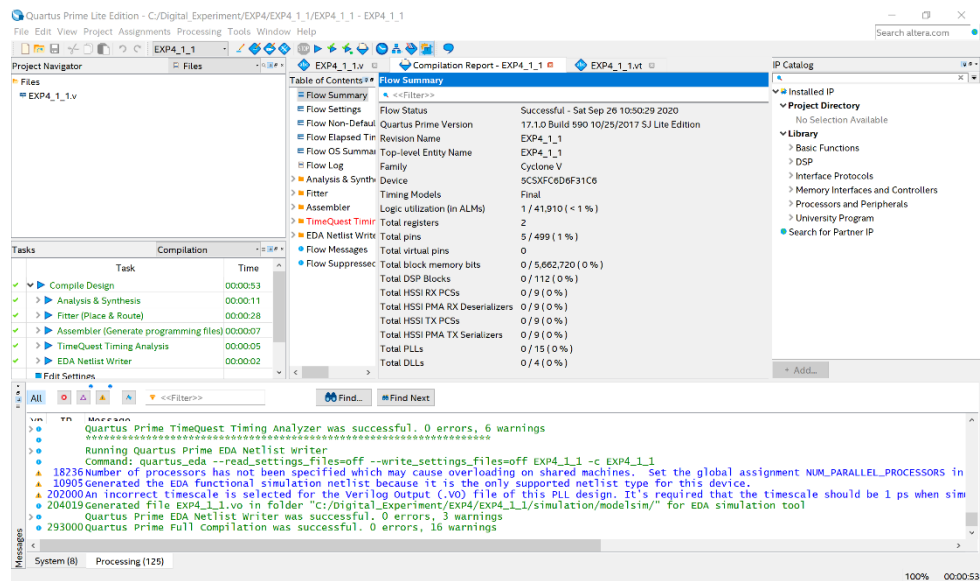 Quartus Prime Lite Edition - C:/Digital_Experiment/EXP4/EXP4_1_1/EXP4_1_1 - EXP4_1_1
File Edit View Project Assignments Processing Tools Window Help
Search altera.com
EXP4_1_1
Project Navigator
Files
EXP4_1_1.v
Compilation Report - EXP4_1_1
EXP4_1_1.vt
IP Catalog
Files
EXP4_1_1.v
Table of Contents
Flow Summary
Flow Settings
Flow Non-Defaul
Flow Elapsed Tin
Flow OS Summai
Flow Log
Analysis & Synth
Fitter
Assembler
TimeQuest Timir
EDA Netlist Write
Flow Messages
Flow Suppressec
Flow Summary
<<Filter>>
Flow Status Successful - Sat Sep 26 10:50:29 2020
Quartus Prime Version 17.1.0 Build 590 10/25/2017 SJ Lite Edition
Revision Name EXP4_1_1
Top-level Entity Name EXP4_1_1
Family Cyclone V
Device 5CSXFC6D6F31C6
Timing Models Final
Logic utilization (in ALMs) 1 / 41,910 ( < 1 % )
Total registers 2
Total pins 5 / 499 ( 1 % )
Total virtual pins 0
Total block memory bits 0 / 5,662,720 ( 0 % )
Total DSP Blocks 0 / 112 ( 0 % )
Total HSSI RX PCSs 0 / 9 ( 0 % )
Total HSSI PMA RX Deserializers 0 / 9 ( 0 % )
Total HSSI TX PCSs 0 / 9 ( 0 % )
Total HSSI PMA TX Serializers 0 / 9 ( 0 % )
Total PLLs 0 / 15 ( 0 % )
Total DLLs 0 / 4 ( 0 % )
Installed IP
Project Directory
No Selection Available
Library
Basic Functions
DSP
Interface Protocols
Memory Interfaces and Controllers
Processors and Peripherals
University Program
Search for Partner IP
+ Add...
Tasks Compilation
Task Time
Compile Design 00:00:53
Analysis & Synthesis 00:00:11
Fitter (Place & Route) 00:00:28
Assembler (Generate programming files) 00:00:07
TimeQuest Timing Analysis 00:00:05
EDA Netlist Writer 00:00:02
Edit Settings
All
<<Filter>>
Find...
Find Next
ID Message
Quartus Prime TimeQuest Timing Analyzer was successful. 0 errors, 6 warnings
*******************************************************************
Running Quartus Prime EDA Netlist Writer
Command: quartus_eda --read_settings_files=off --write_settings_files=off EXP4_1_1 -c EXP4_1_1
18236 Number of processors has not been specified which may cause overloading on shared machines. Set the global assignment NUM_PARALLEL_PROCESSORS in
10905 Generated the EDA functional simulation netlist because it is the only supported netlist type for this device.
202000 An incorrect timescale is selected for the Verilog Output (.VO) file of this PLL design. It's required that the timescale should be 1 ps when sim
204019 Generated file EXP4_1_1.vo in folder "C:/Digital_Experiment/EXP4/EXP4_1_1/simulation/modelsim/" for EDA simulation tool
Quartus Prime EDA Netlist Writer was successful. 0 errors, 3 warnings
293000 Quartus Prime Full Compilation was successful. 0 errors, 16 warnings
Messages
System (8)
Processing (125)
100% 00:00:53